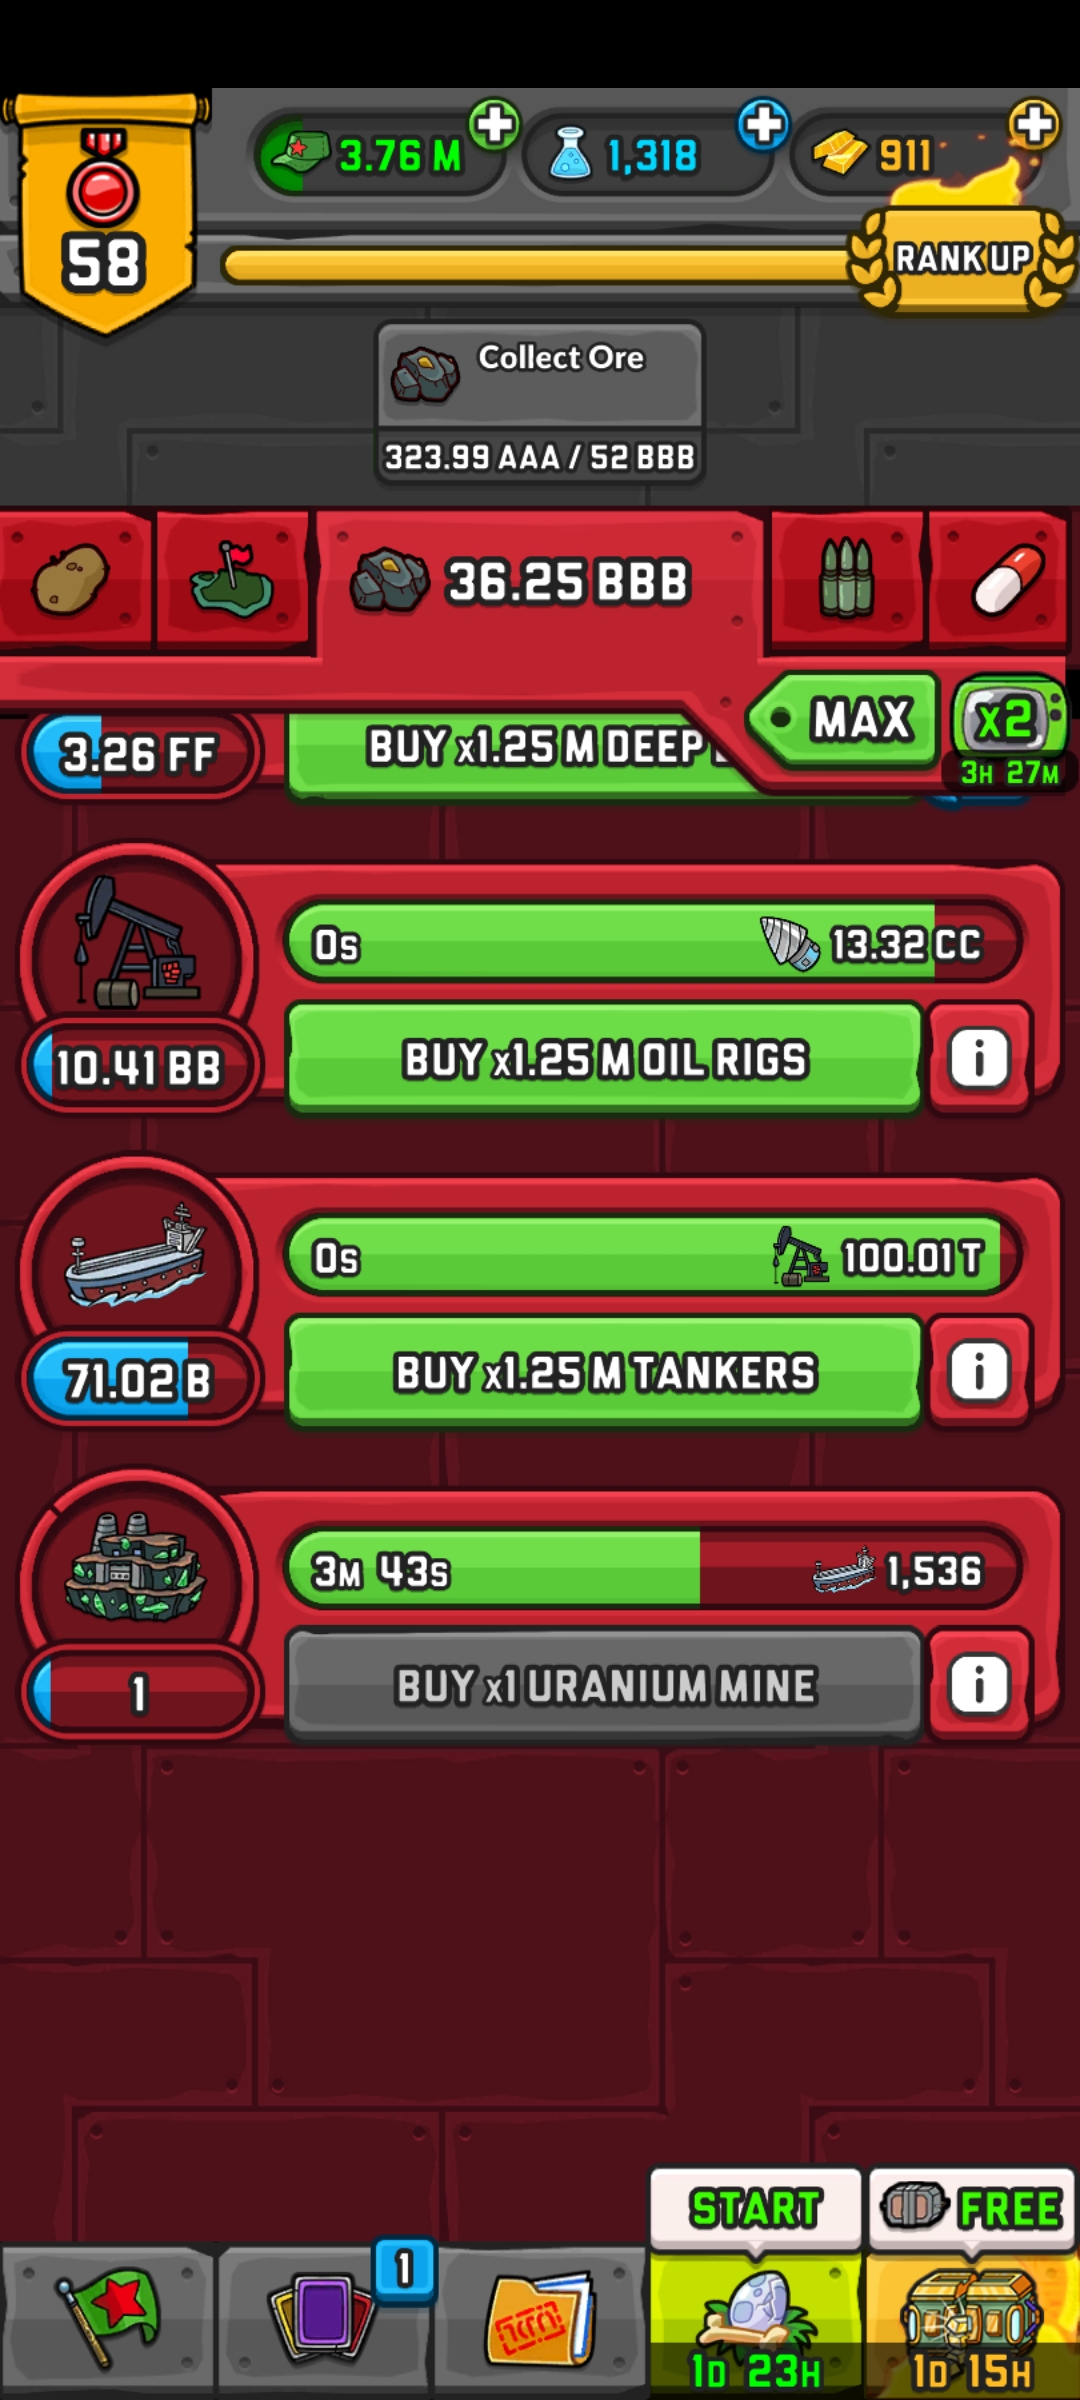 3.76 M
1,318
911
58
RANK UP
Collect Ore
323.99 AAA / 52 BBB
36.25 BBB
MAX
x2
3H 27M
3.26 FF
BUY x1.25 M DEEP
10.41 BB
0s
13.32 CC
BUY x1.25 M OIL RIGS
i
71.02 B
0s
100.01 T
BUY x1.25 M TANKERS
i
1
3M 43s
1,536
BUY x1 URANIUM MINE
i
START
FREE
1
1D 23H
1D 15H